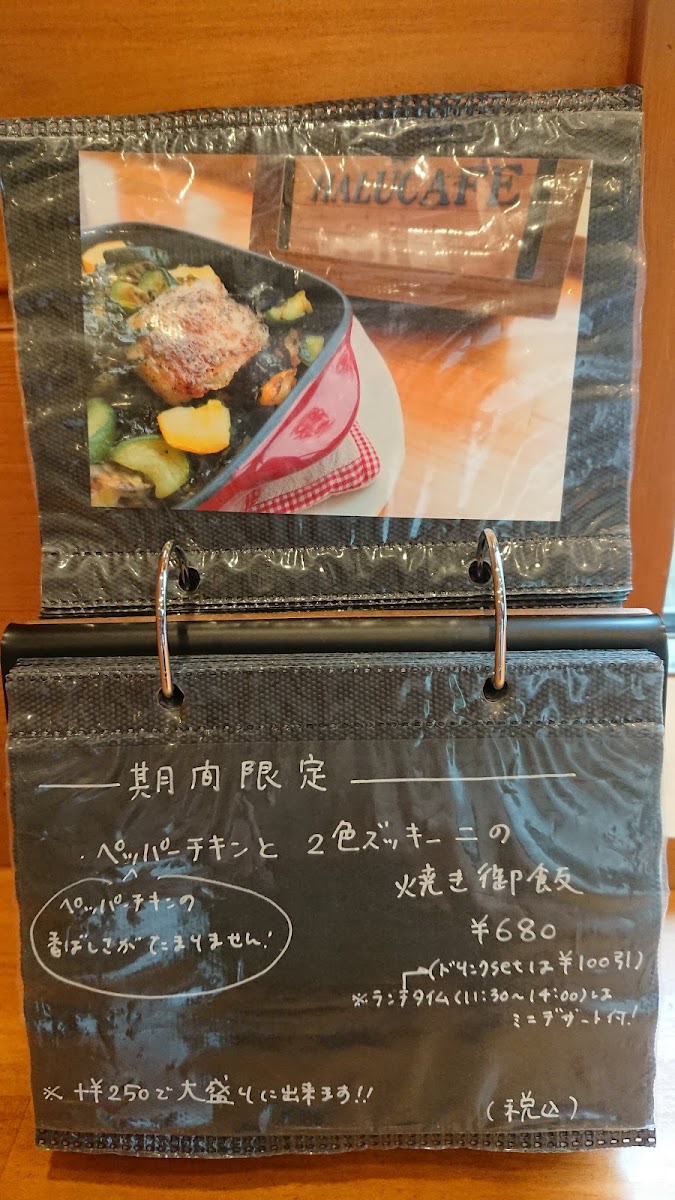 HALUCAFE
期間限定
・ペッパーチキンと2色ズッキーニの
焼き御飯
ペッパーチキンの
香ばしさがたまりません!
¥680
(ドリンクsetは¥100引)
※ランチタイム(11:30~14:00)は
ミニデザート付!
※+¥250で大盛りに出来ます!!
(税込)